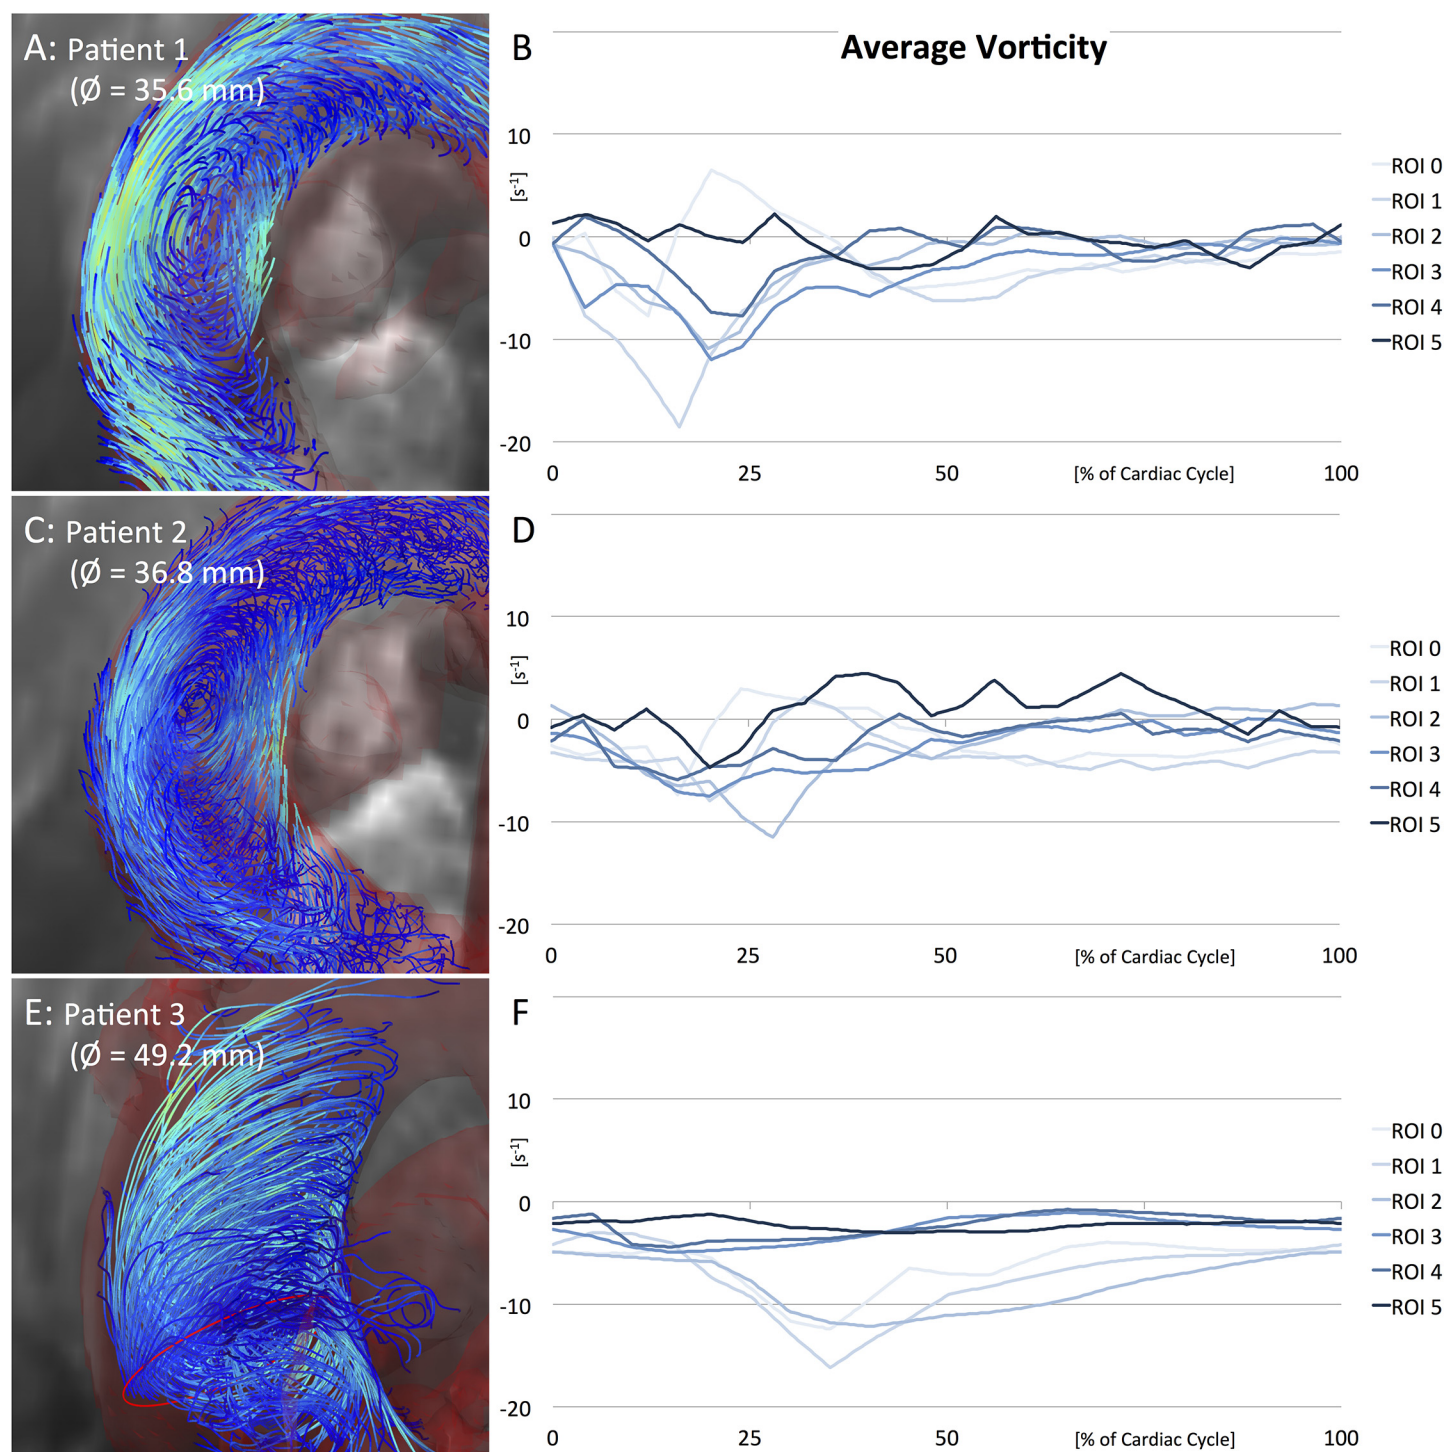 A: Patient 1
(Ø = 35.6 mm)
B
Average Vorticity
10
[s-1]
0
-10
-20
0 25 50 [% of Cardiac Cycle] 100
ROI 0
ROI 1
ROI 2
ROI 3
ROI 4
ROI 5
C: Patient 2
(Ø = 36.8 mm)
D
10
[s-1]
0
-10
-20
0 25 50 [% of Cardiac Cycle] 100
ROI 0
ROI 1
ROI 2
ROI 3
ROI 4
ROI 5
E: Patient 3
(Ø = 49.2 mm)
F
10
[s-1]
0
-10
-20
0 25 50 [% of Cardiac Cycle] 100
ROI 0
ROI 1
ROI 2
ROI 3
ROI 4
ROI 5